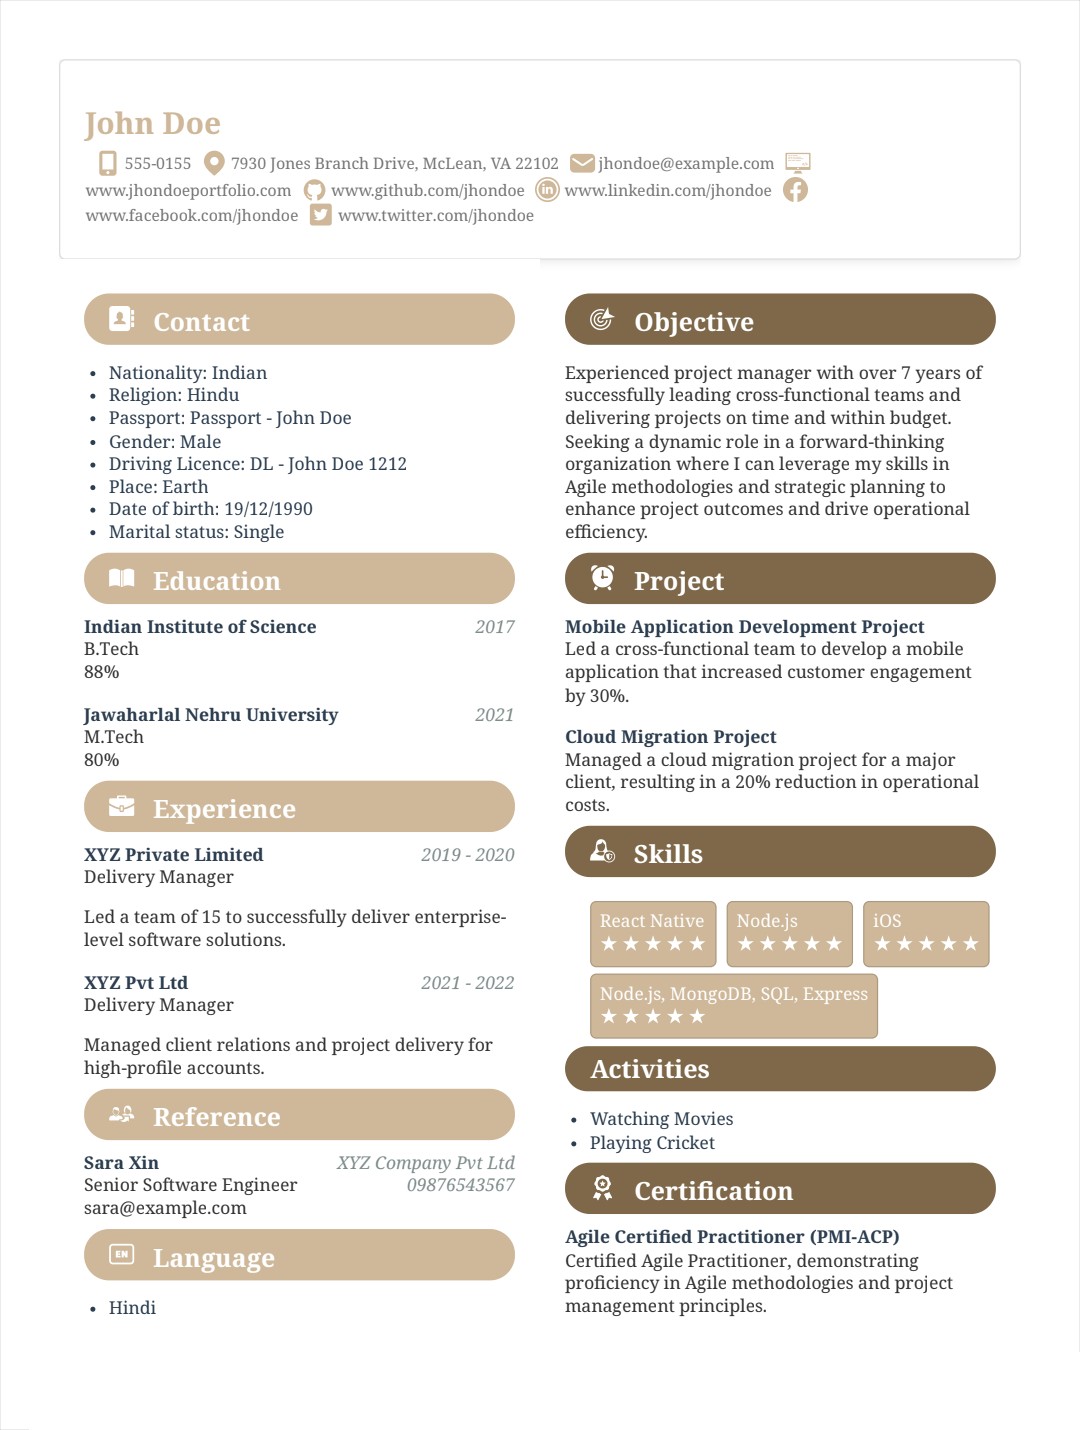 John Doe
555-0155 7930 Jones Branch Drive, McLean, VA 22102 jhondoe@example.com
www.jhondoeportfolio.com www.github.com/jhondoe www.linkedin.com/jhondoe
www.facebook.com/jhondoe www.twitter.com/jhondoe
Contact
• Nationality: Indian
• Religion: Hindu
• Passport: Passport - John Doe
• Gender: Male
• Driving Licence: DL - John Doe 1212
• Place: Earth
• Date of birth: 19/12/1990
• Marital status: Single
Education
Indian Institute of Science 2017
B.Tech
88%
Jawaharlal Nehru University 2021
M.Tech
80%
Experience
XYZ Private Limited 2019 - 2020
Delivery Manager
Led a team of 15 to successfully deliver enterprise-
level software solutions.
XYZ Pvt Ltd 2021 - 2022
Delivery Manager
Managed client relations and project delivery for
high-profile accounts.
Reference
Sara Xin XYZ Company Pvt Ltd
Senior Software Engineer 09876543567
sara@example.com
EN Language
• Hindi
Objective
Experienced project manager with over 7 years of
successfully leading cross-functional teams and
delivering projects on time and within budget.
Seeking a dynamic role in a forward-thinking
organization where I can leverage my skills in
Agile methodologies and strategic planning to
enhance project outcomes and drive operational
efficiency.
Project
Mobile Application Development Project
Led a cross-functional team to develop a mobile
application that increased customer engagement
by 30%.
Cloud Migration Project
Managed a cloud migration project for a major
client, resulting in a 20% reduction in operational
costs.
Skills
React Native Node.js iOS
★★★★★ ★★★★★ ★★★★★
Node.js, MongoDB, SQL, Express
★★★★★
Activities
• Watching Movies
• Playing Cricket
Certification
Agile Certified Practitioner (PMI-ACP)
Certified Agile Practitioner, demonstrating
proficiency in Agile methodologies and project
management principles.